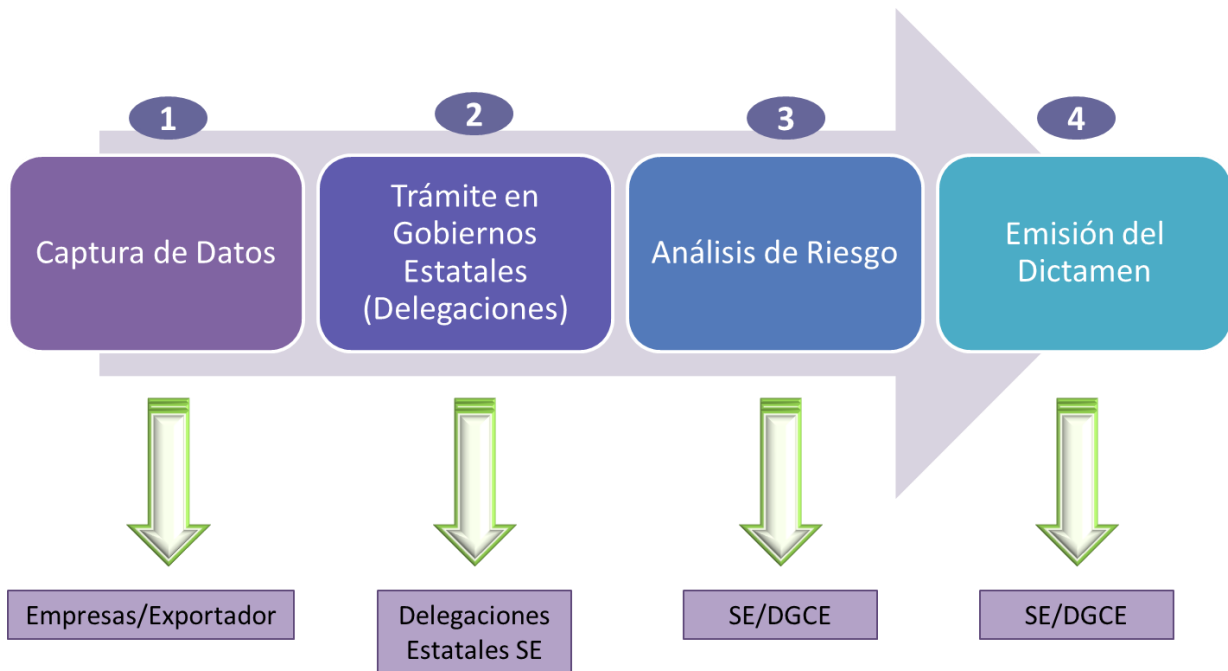 1
2
3
4
Captura de Datos
Trámite en
Gobiernos
Estatales
(Delegaciones)
Análisis de Riesgo
Emisión del
Dictamen
Empresas/Exportador
Delegaciones
Estatales SE
SE/DGCE
SE/DGCE